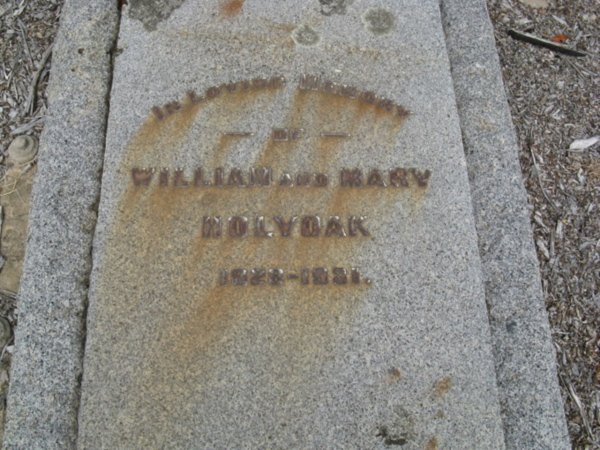 IN LOVING MEMORY
— OF —
WILLIAM AND MARY
HOLYOAK